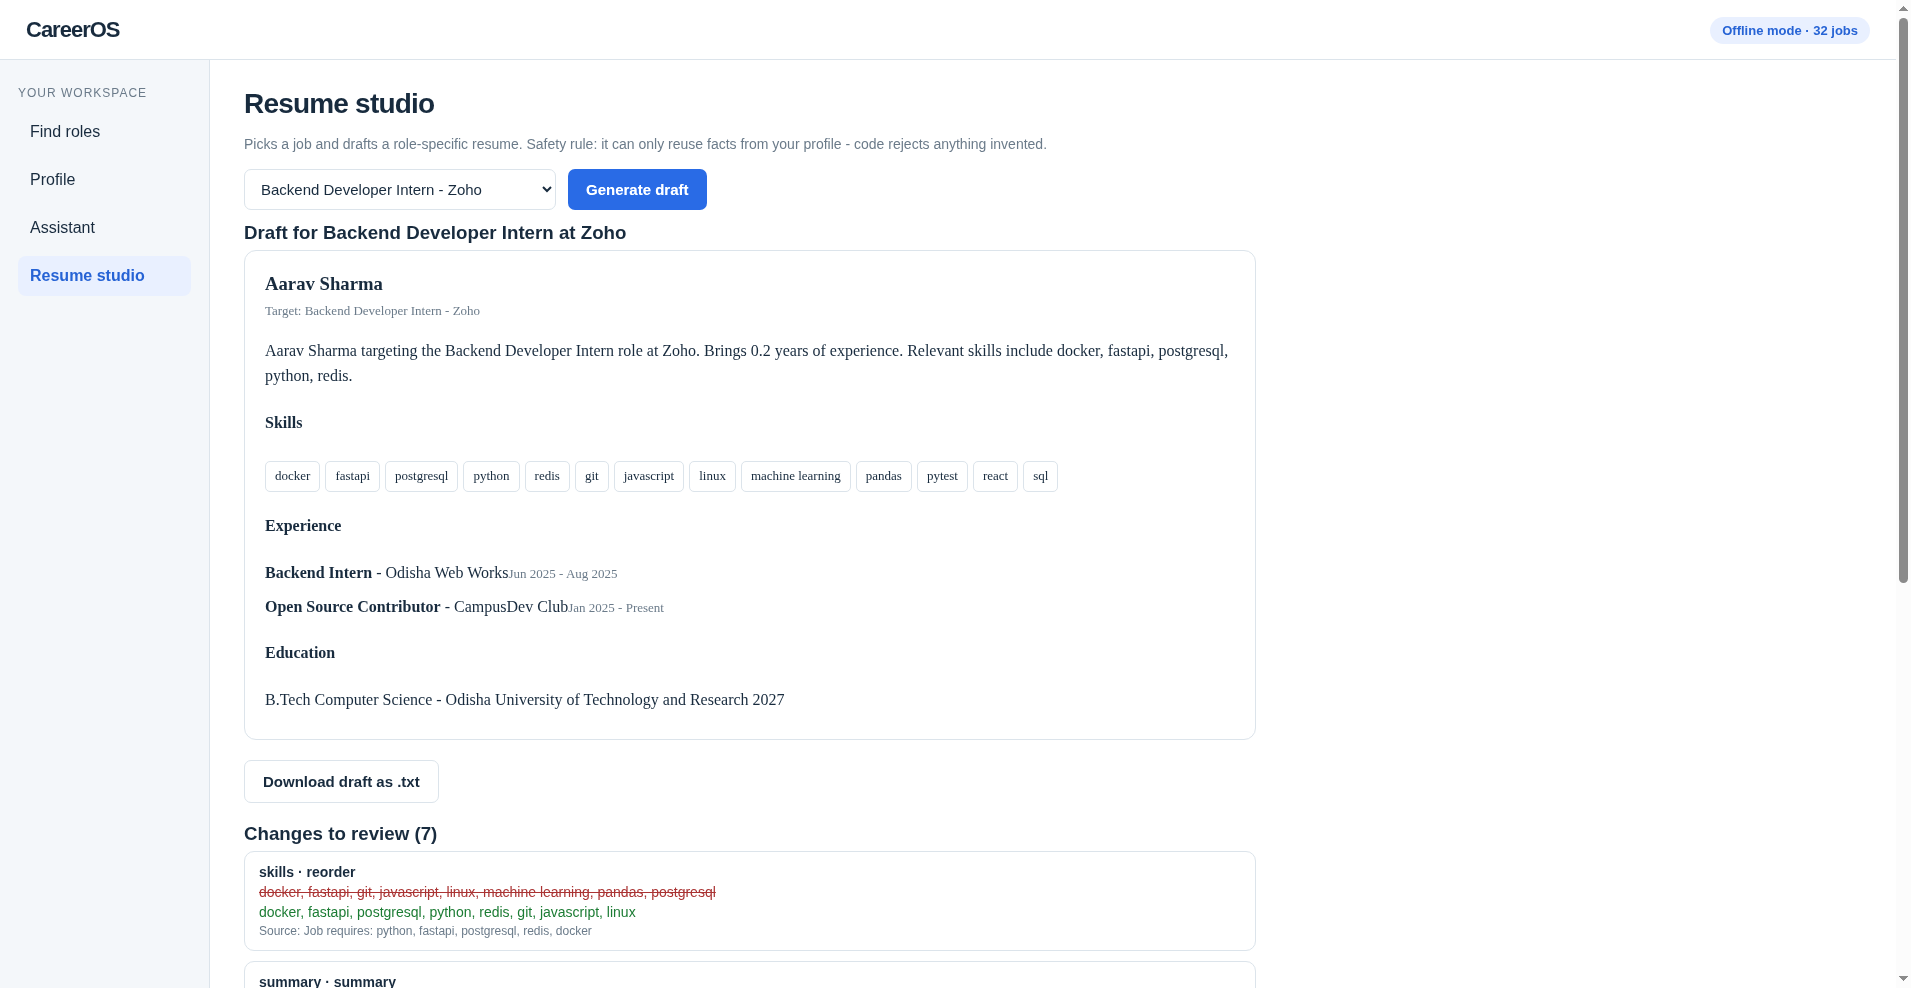 CareerOS
Offline mode · 32 jobs
YOUR WORKSPACE
Find roles
Profile
Assistant
Resume studio
Resume studio
Picks a job and drafts a role-specific resume. Safety rule: it can only reuse facts from your profile - code rejects anything invented.
Backend Developer Intern - Zoho
Generate draft
Draft for Backend Developer Intern at Zoho
Aarav Sharma
Target: Backend Developer Intern - Zoho
Aarav Sharma targeting the Backend Developer Intern role at Zoho. Brings 0.2 years of experience. Relevant skills include docker, fastapi, postgresql,
python, redis.
Skills
docker fastapi postgresql python redis git javascript linux machine learning pandas pytest react sql
Experience
Backend Intern - Odisha Web WorksJun 2025 - Aug 2025
Open Source Contributor - CampusDev ClubJan 2025 - Present
Education
B.Tech Computer Science - Odisha University of Technology and Research 2027
Download draft as .txt
Changes to review (7)
skills · reorder
docker, fastapi, git, javascript, linux, machine learning, pandas, postgresql
docker, fastapi, postgresql, python, redis, git, javascript, linux
Source: Job requires: python, fastapi, postgresql, redis, docker
summary · summary